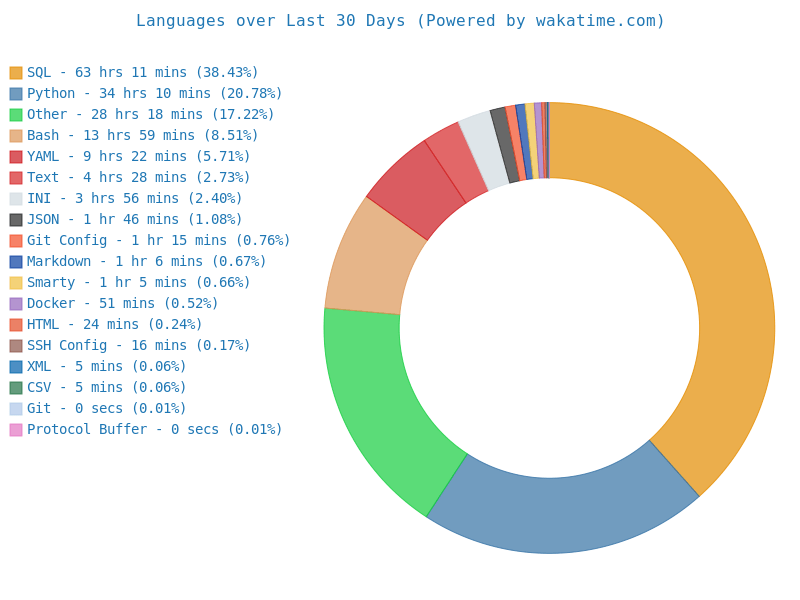 Languages over Last 30 Days (Powered by wakatime.com)
SQL - 63 hrs 11 mins (38.43%)
Python - 34 hrs 10 mins (20.78%)
Other - 28 hrs 18 mins (17.22%)
Bash - 13 hrs 59 mins (8.51%)
YAML - 9 hrs 22 mins (5.71%)
Text - 4 hrs 28 mins (2.73%)
INI - 3 hrs 56 mins (2.40%)
JSON - 1 hr 46 mins (1.08%)
Git Config - 1 hr 15 mins (0.76%)
Markdown - 1 hr 6 mins (0.67%)
Smarty - 1 hr 5 mins (0.66%)
Docker - 51 mins (0.52%)
HTML - 24 mins (0.24%)
SSH Config - 16 mins (0.17%)
XML - 5 mins (0.06%)
CSV - 5 mins (0.06%)
Git - 0 secs (0.01%)
Protocol Buffer - 0 secs (0.01%)